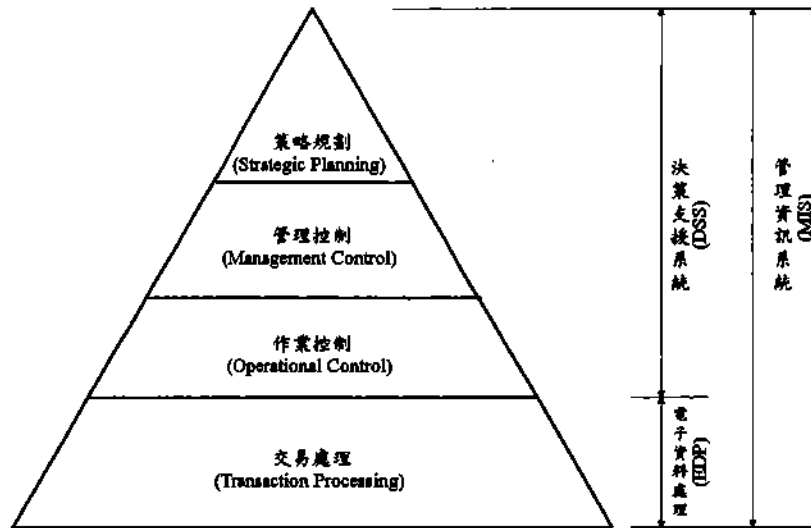 策略規劃
(Strategic Planning)
管理控制
(Management Control)
作業控制
(Operational Control)
交易處理
(Transaction Processing)
決策支援系統
(DSS)
電子資料處理
(EDP)
管理資訊系統
(MIS)